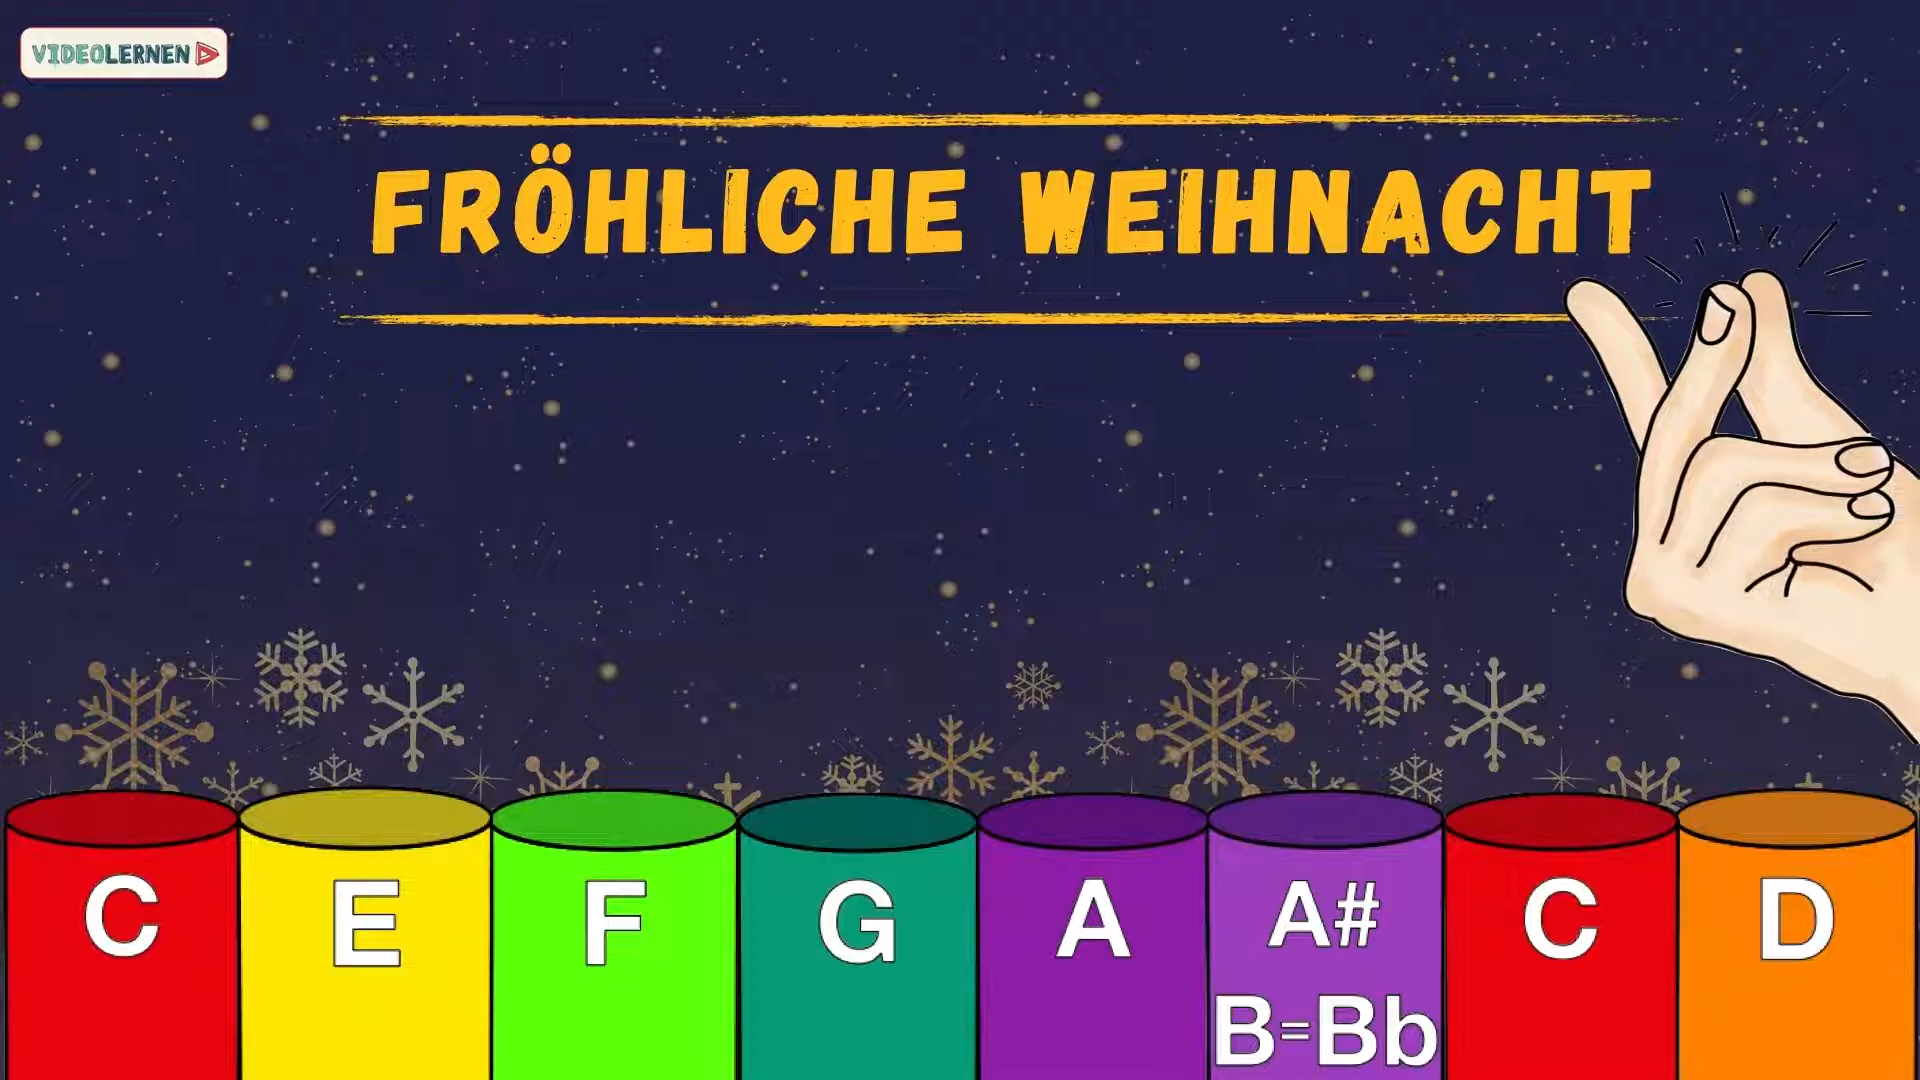 VIDEOLERNEN
FRÖHLICHE WEIHNACHT
C E F G A A# C D
B=Bb